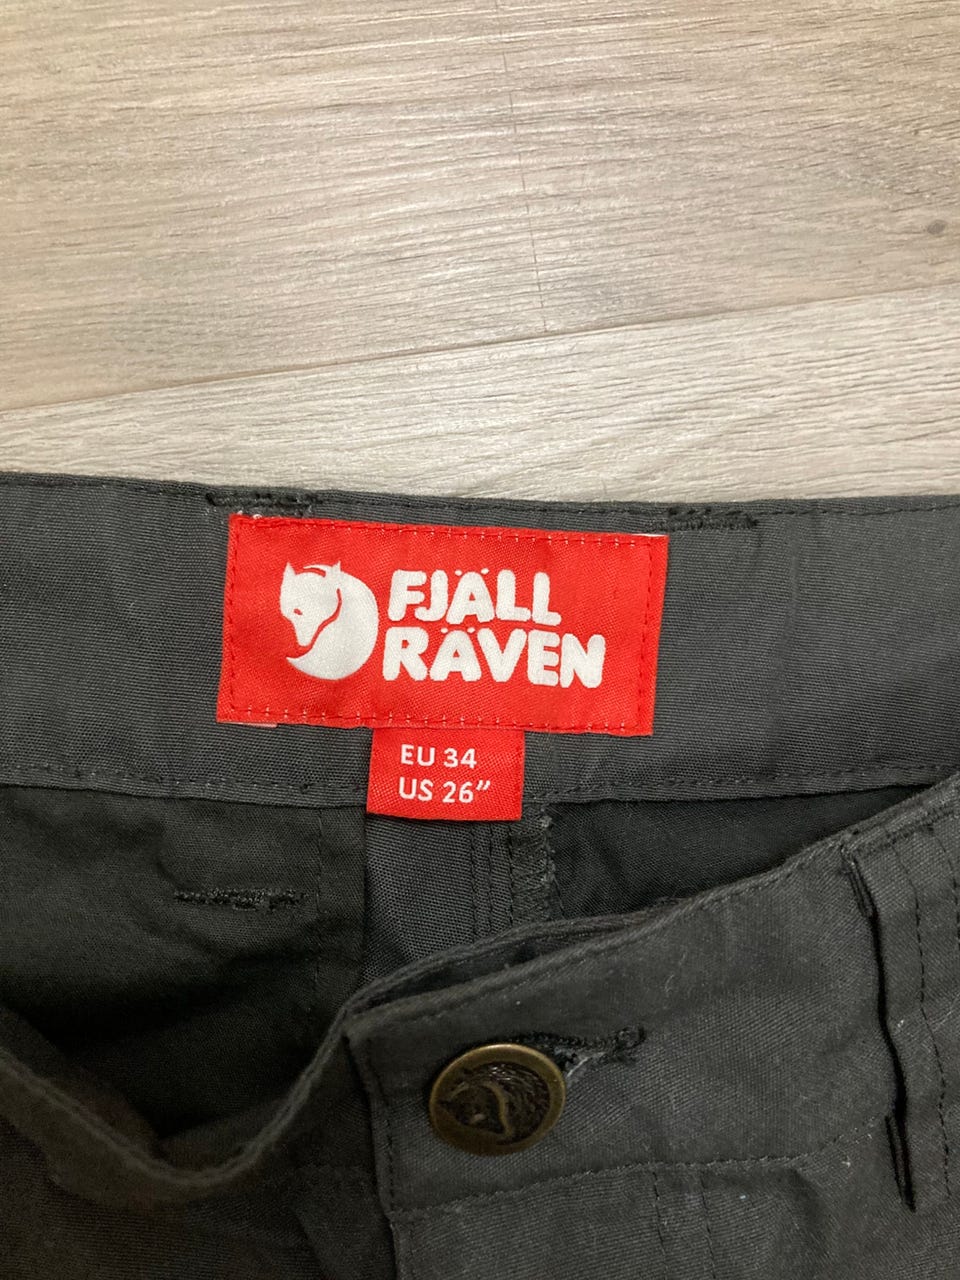 FJÄLL
RÄVEN
EU 34
US 26”